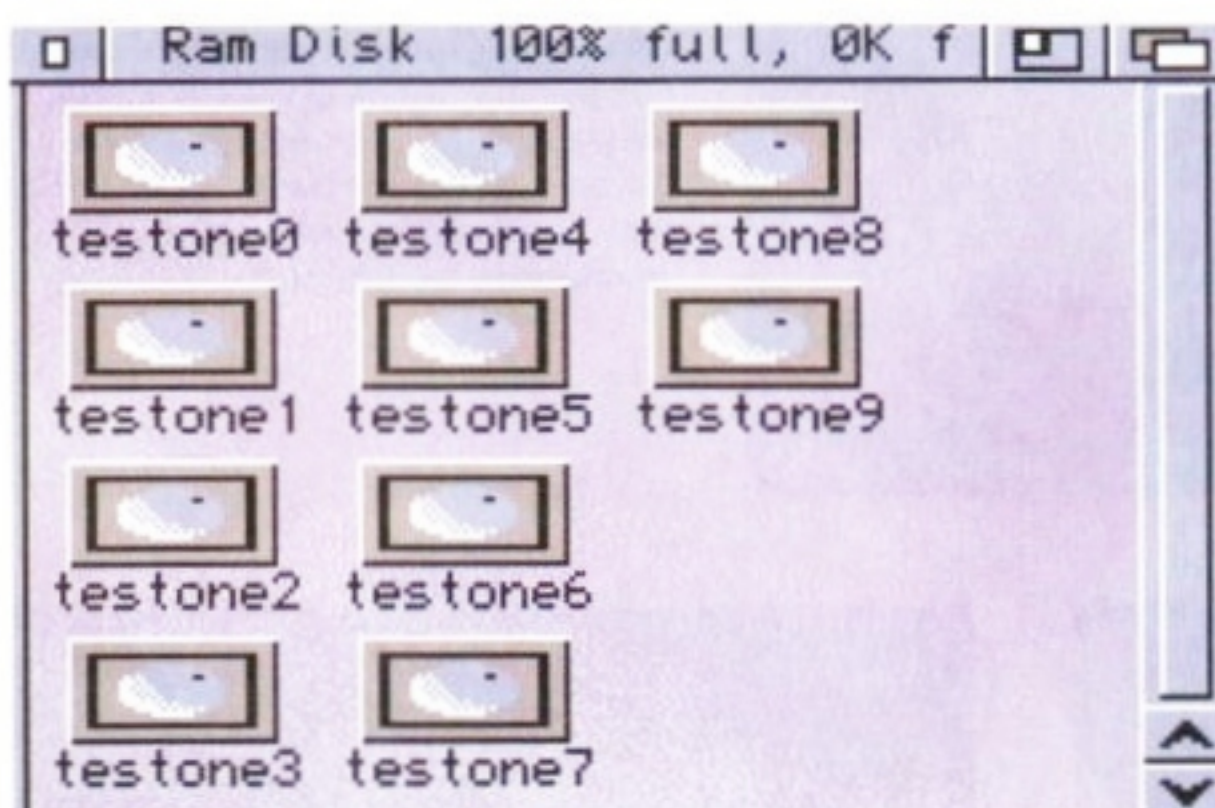 Ram Disk 100% full, 0K f
testone0 testone4 testone8
testone1 testone5 testone9
testone2 testone6
testone3 testone7